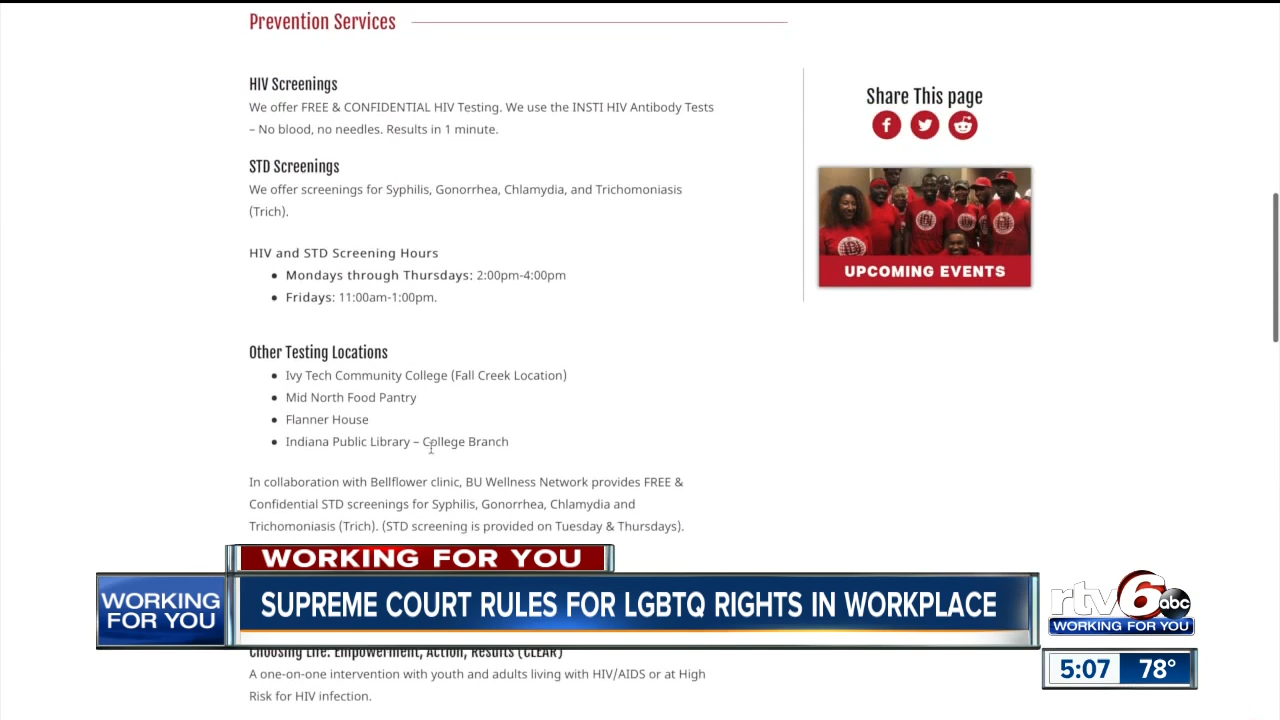 Prevention Services
HIV Screenings
We offer FREE & CONFIDENTIAL HIV Testing. We use the INSTI HIV Antibody Tests
– No blood, no needles. Results in 1 minute.
STD Screenings
We offer screenings for Syphilis, Gonorrhea, Chlamydia, and Trichomoniasis
(Trich).
HIV and STD Screening Hours
• Mondays through Thursdays: 2:00pm-4:00pm
• Fridays: 11:00am-1:00pm.
Other Testing Locations
• Ivy Tech Community College (Fall Creek Location)
• Mid North Food Pantry
• Flanner House
• Indiana Public Library – College Branch
In collaboration with Bellflower clinic, BU Wellness Network provides FREE &
Confidential STD screenings for Syphilis, Gonorrhea, Chlamydia and
Trichomoniasis (Trich). (STD screening is provided on Tuesday & Thursdays).
Share This page
UPCOMING EVENTS
WORKING FOR YOU
WORKING
FOR YOU
SUPREME COURT RULES FOR LGBTQ RIGHTS IN WORKPLACE
rtv6 abc
WORKING FOR YOU
5:07 78°
Choosing Life: Empowerment, Action, Results (CLEAR)
A one-on-one intervention with youth and adults living with HIV/AIDS or at High
Risk for HIV infection.